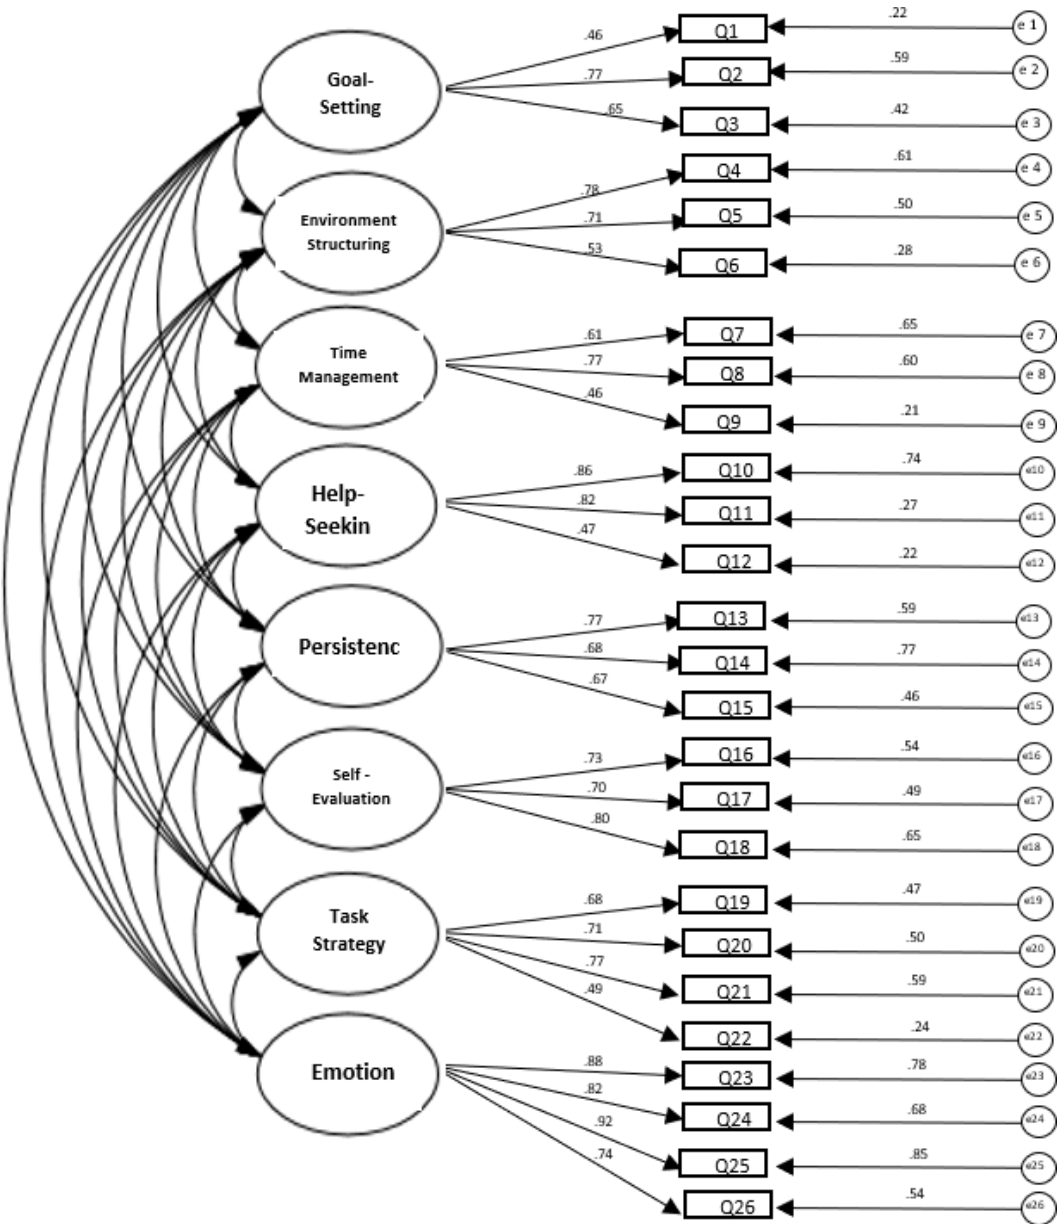 Goal-
Setting
.46
.77
.65
Q1
Q2
Q3
.22
.59
.42
e 1
e 2
e 3
Environment
Structuring
.78
.71
.53
Q4
Q5
Q6
.61
.50
.28
e 4
e 5
e 6
Time
Management
.61
.77
.46
Q7
Q8
Q9
.65
.60
.21
e 7
e 8
e 9
Help-
Seekin
.86
.82
.47
Q10
Q11
Q12
.74
.27
.22
e10
e11
e12
Persistenc
.77
.68
.67
Q13
Q14
Q15
.59
.77
.46
e13
e14
e15
Self -
Evaluation
.73
.70
.80
Q16
Q17
Q18
.54
.49
.65
e16
e17
e18
Task
Strategy
.68
.71
.77
.49
Q19
Q20
Q21
Q22
.47
.50
.59
.24
e19
e20
e21
e22
Emotion
.88
.82
.92
.74
Q23
Q24
Q25
Q26
.78
.68
.85
.54
e23
e24
e25
e26